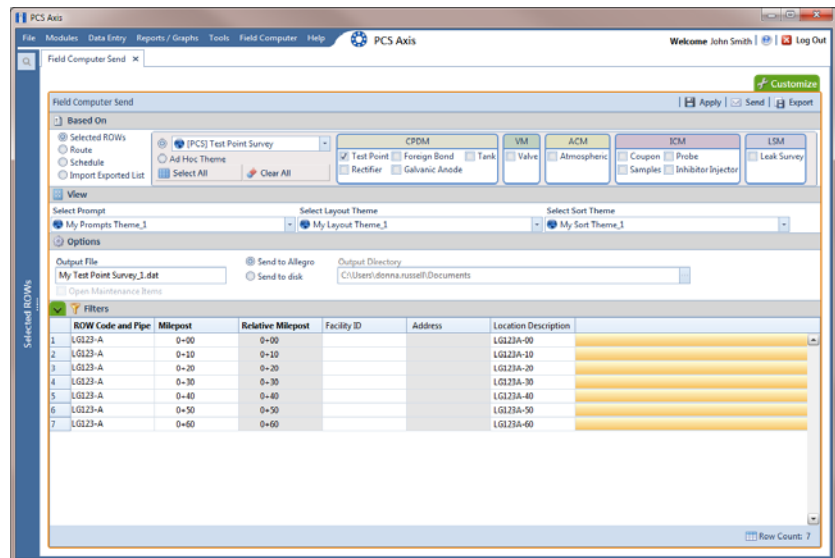 PCS Axis
File Modules Data Entry Reports / Graphs Tools Field Computer Help PCS Axis Welcome John Smith | | Log Out
Field Computer Send ×
Customize
Field Computer Send | Apply | Send | Export
Based On
Selected ROWs
Route
Schedule
Import Exported List
[PCS] Test Point Survey
Ad Hoc Theme
Select All Clear All
CPDM
Test Point Foreign Bond Tank
Rectifier Galvanic Anode
VM
Valve
ACM
Atmospheric
ICM
Coupon Probe
Samples Inhibitor Injector
LSM
Leak Survey
View
Select Prompt Select Layout Theme Select Sort Theme
My Prompts Theme_1 My Layout Theme_1 My Sort Theme_1
Options
Output File
My Test Point Survey_1.dat
Open Maintenance Items
Send to Allegro
Send to disk
Output Directory
C:\Users\donna.russell\Documents
Selected ROWs
Filters
ROW Code and Pipe Milepost Relative Milepost Facility ID Address Location Description
1 LG123-A 0+00 0+00 LG123A-00
2 LG123-A 0+10 0+10 LG123A-10
3 LG123-A 0+20 0+20 LG123A-20
4 LG123-A 0+30 0+30 LG123A-30
5 LG123-A 0+40 0+40 LG123A-40
6 LG123-A 0+50 0+50 LG123A-50
7 LG123-A 0+60 0+60 LG123A-60
Row Count: 7